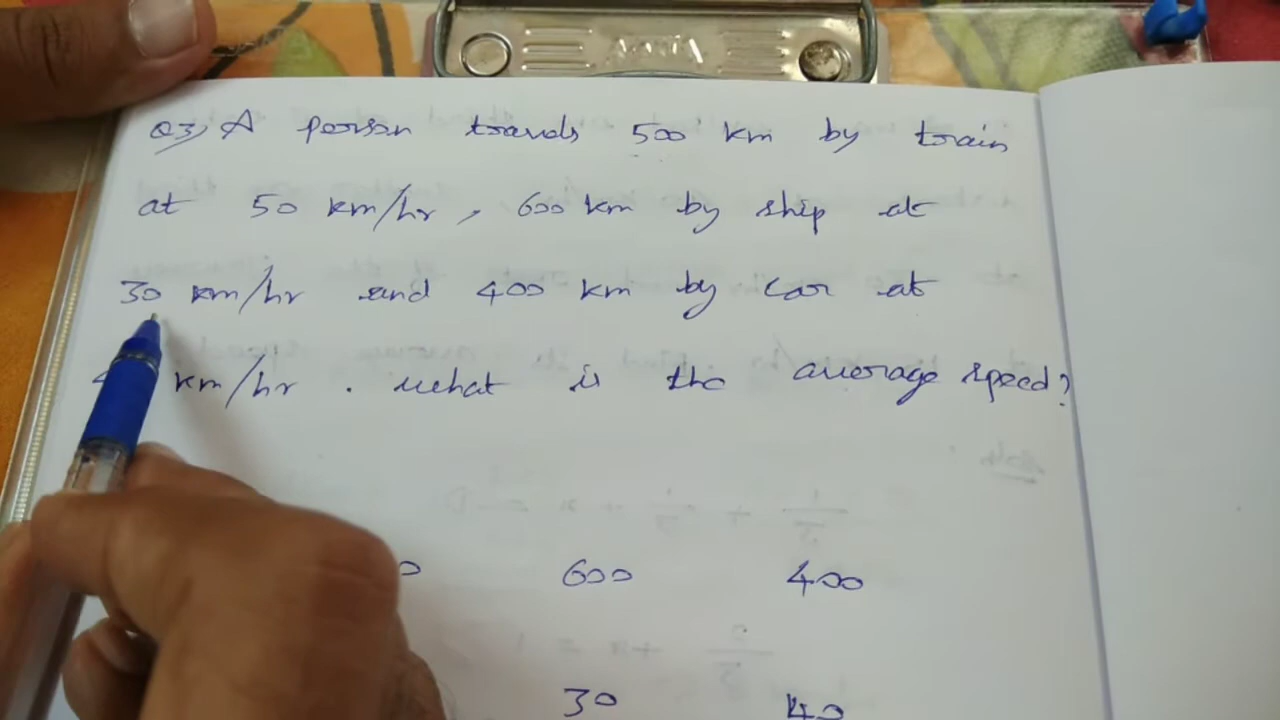 Q3) A person travels 500 km by train
at 50 km/hr, 600 km by ship at
30 km/hr and 400 km by car at
km/hr. what is the average speed?
600 400
30 40